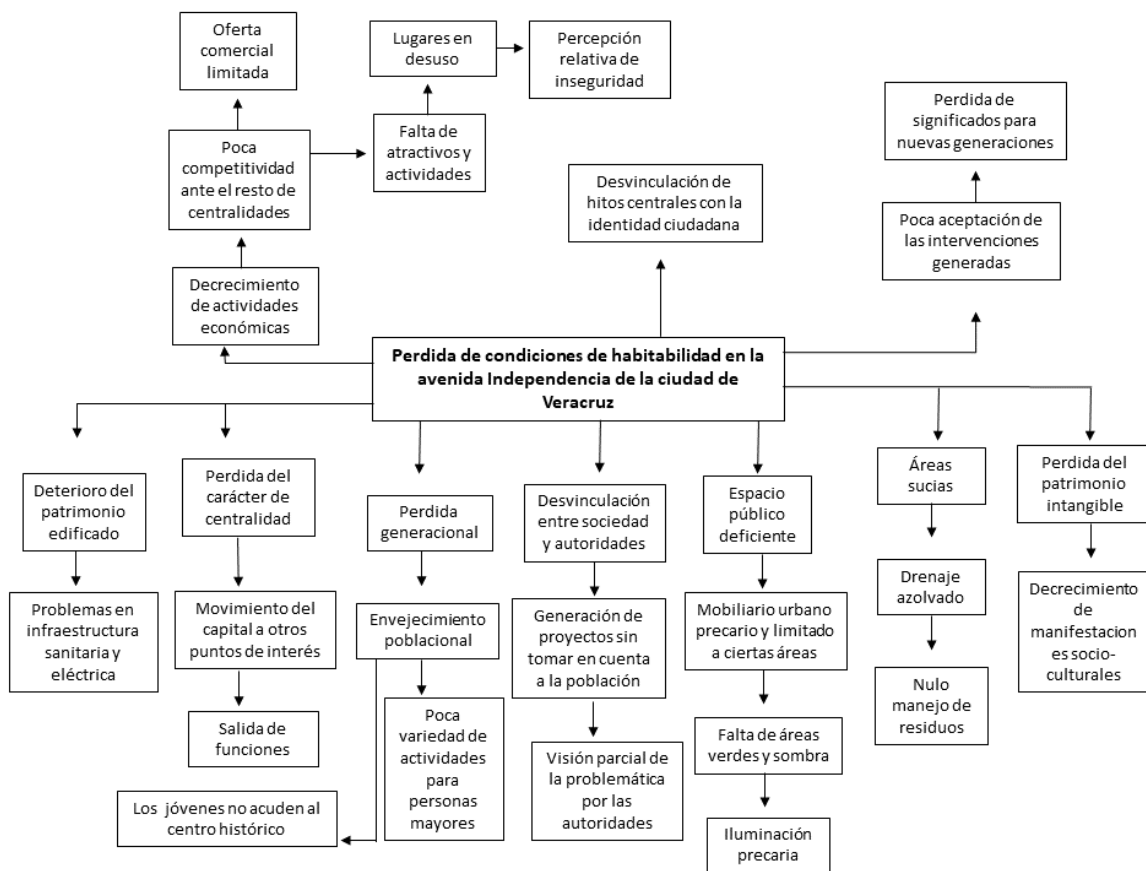 Oferta
comercial
limitada
Lugares en
desuso
Percepción
relativa de
inseguridad
Poca
competitividad
ante el resto de
centralidades
Falta de
atractivos y
actividades
Perdida de
significados para
nuevas generaciones
Desvinculación de
hitos centrales con la
identidad ciudadana
Poca aceptación de
las intervenciones
generadas
Decrecimiento
de actividades
económicas
Perdida de condiciones de habitabilidad en la
avenida Independencia de la ciudad de
Veracruz
Deterioro del
patrimonio
edificado
Perdida del
carácter de
centralidad
Perdida
generacional
Desvinculación
entre sociedad
y autoridades
Espacio
público
deficiente
Áreas
sucias
Perdida del
patrimonio
intangible
Problemas en
infraestructura
sanitaria y
eléctrica
Movimiento del
capital a otros
puntos de interés
Envejecimiento
poblacional
Generación de
proyectos sin
tomar en cuenta
a la población
Mobiliario urbano
precario y limitado
a ciertas áreas
Drenaje
azolvado
Decrecimiento
de
manifestacion
es socio-
culturales
Salida de
funciones
Poca
variedad de
actividades
para
personas
mayores
Visión parcial de
la problemática
por las
autoridades
Falta de áreas
verdes y sombra
Nulo
manejo de
residuos
Los jóvenes no acuden al
centro histórico
Iluminación
precaria